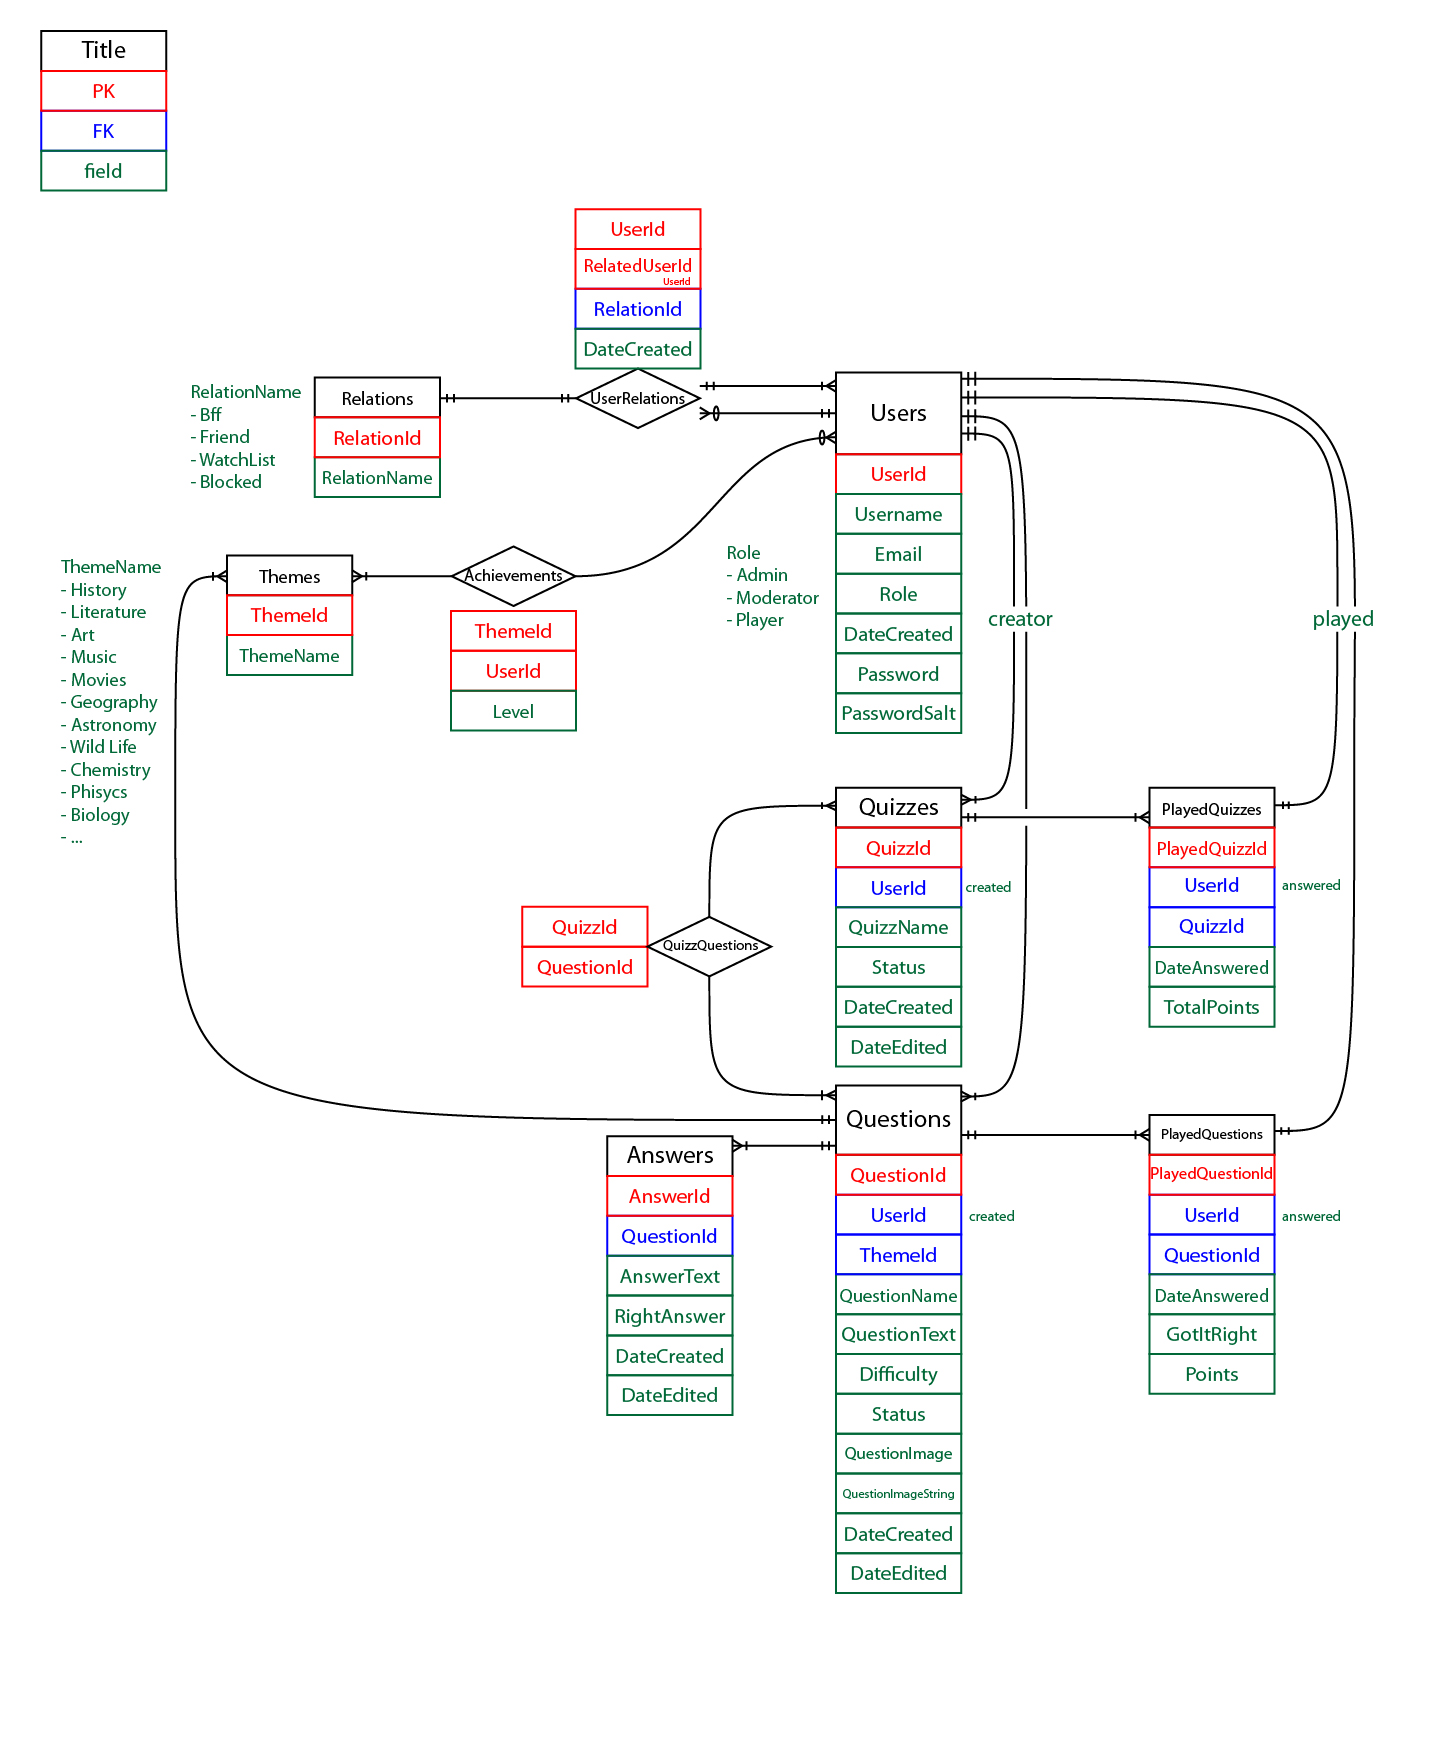 Title
PK
FK
field
UserId
RelatedUserId
UserId
RelationId
DateCreated
UserRelations
RelationName
- Bff
- Friend
- WatchList
- Blocked
Relations
RelationId
RelationName
Users
UserId
Username
Email
Role
DateCreated
Password
PasswordSalt
Role
- Admin
- Moderator
- Player
creator
played
ThemeName
- History
- Literature
- Art
- Music
- Movies
- Geography
- Astronomy
- Wild Life
- Chemistry
- Phisycs
- Biology
- ...
Themes
ThemeId
ThemeName
Achievements
ThemeId
UserId
Level
Quizzes
QuizzId
UserId
created
QuizzName
Status
DateCreated
DateEdited
PlayedQuizzes
PlayedQuizzId
UserId
answered
QuizzId
DateAnswered
TotalPoints
QuizzId
QuestionId
QuizzQuestions
Questions
QuestionId
UserId
created
ThemeId
QuestionName
QuestionText
Difficulty
Status
QuestionImage
QuestionImageString
DateCreated
DateEdited
Answers
AnswerId
QuestionId
AnswerText
RightAnswer
DateCreated
DateEdited
PlayedQuestions
PlayedQuestionId
UserId
answered
QuestionId
DateAnswered
GotItRight
Points